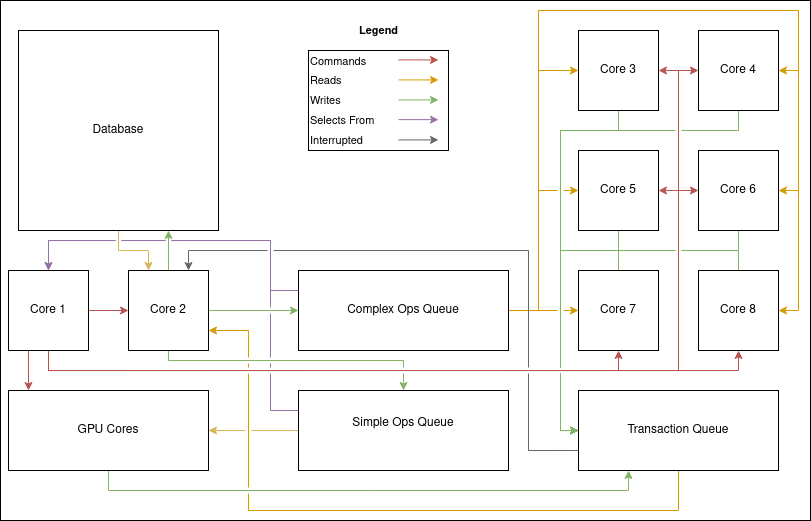 Legend
Commands
Reads
Writes
Selects From
Interrupted
Database
Core 3
Core 4
Core 5
Core 6
Core 1
Core 2
Complex Ops Queue
Core 7
Core 8
GPU Cores
Simple Ops Queue
Transaction Queue